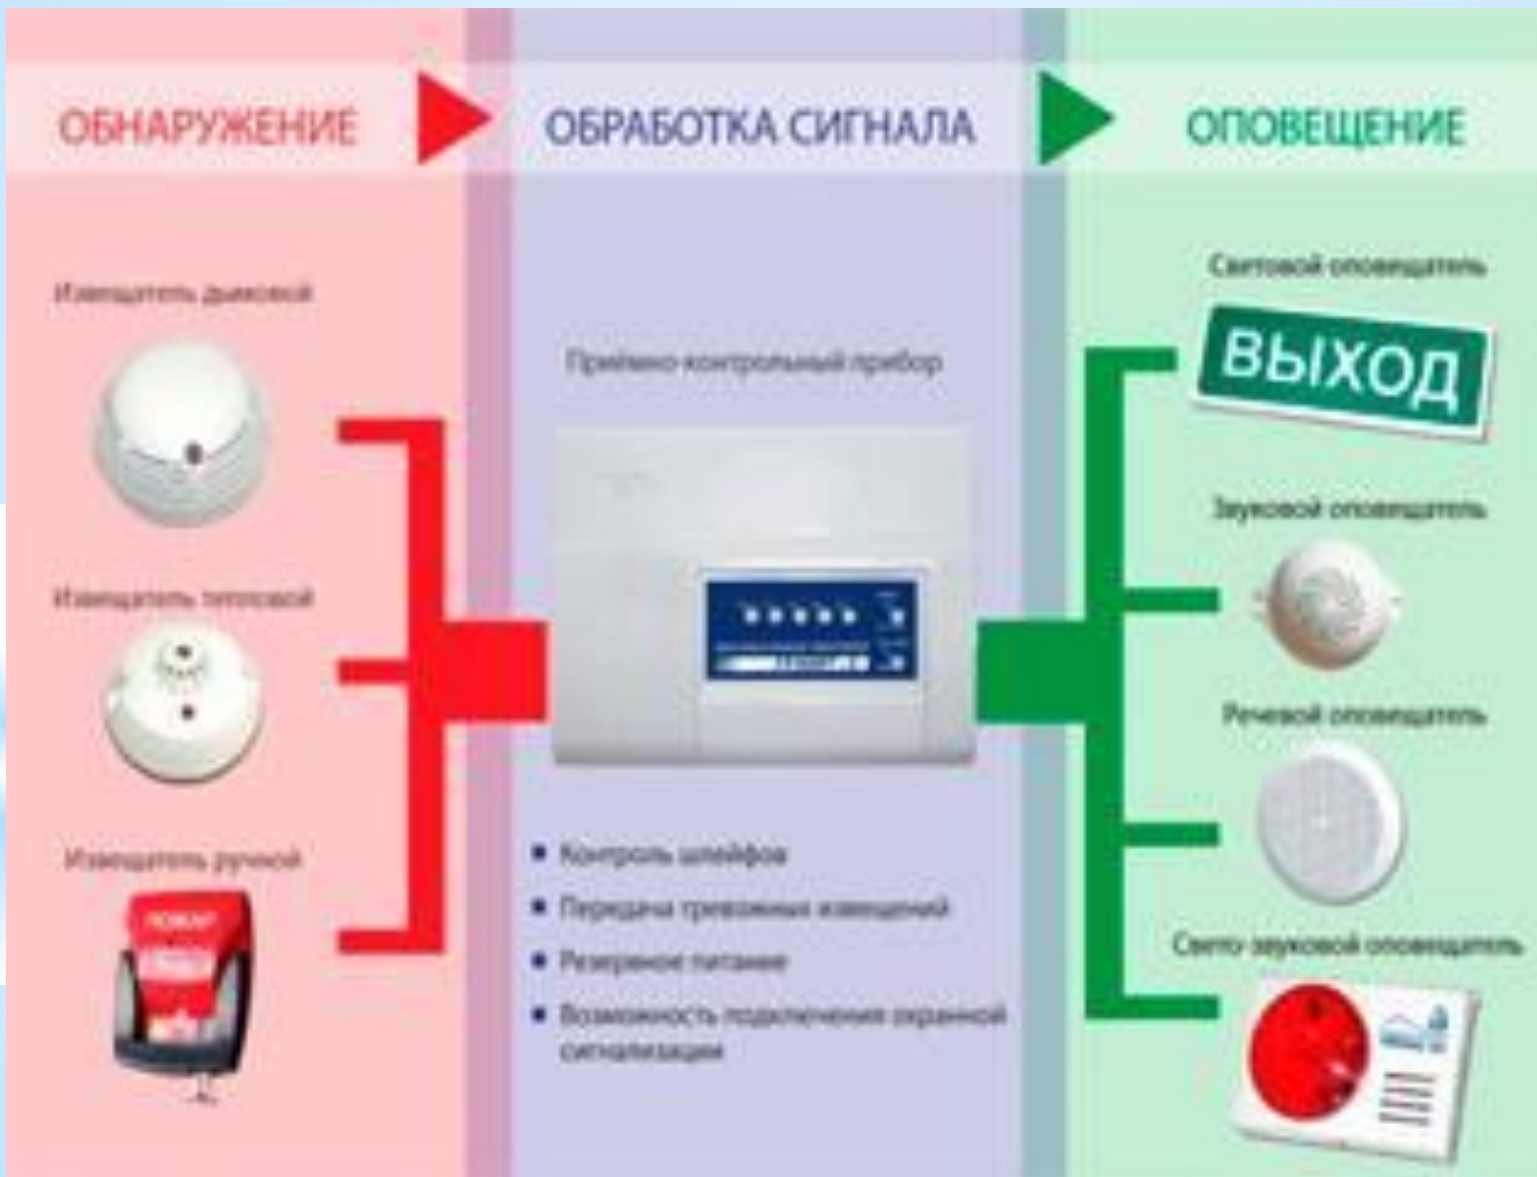 ОБНАРУЖЕНИЕ
ОБРАБОТКА СИГНАЛА
ОПОВЕЩЕНИЕ
Извещатель дымовой
Извещатель тепловой
Извещатель ручной
ПОЖАР
Приёмно-контрольный прибор
Контроль шлейфов
Передача тревожных извещений
Резервное питание
Возможность подключения охранной
сигнализации
Световой оповещатель
ВЫХОД
Звуковой оповещатель
Речевой оповещатель
Свето-звуковой оповещатель